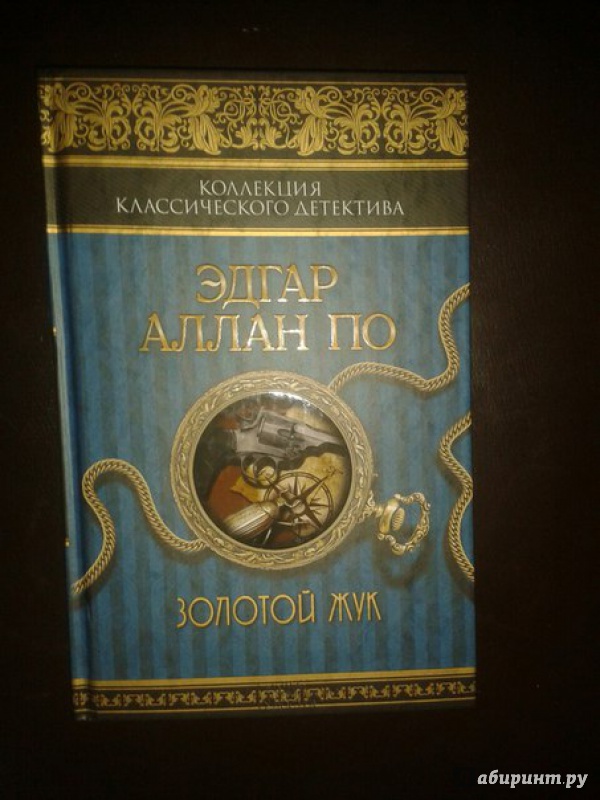 КОЛЛЕКЦИЯ
КЛАССИЧЕСКОГО ДЕТЕКТИВА
ЭДГАР
АЛЛАН ПО
ЗОЛОТОЙ ЖУК
абиринт.ру